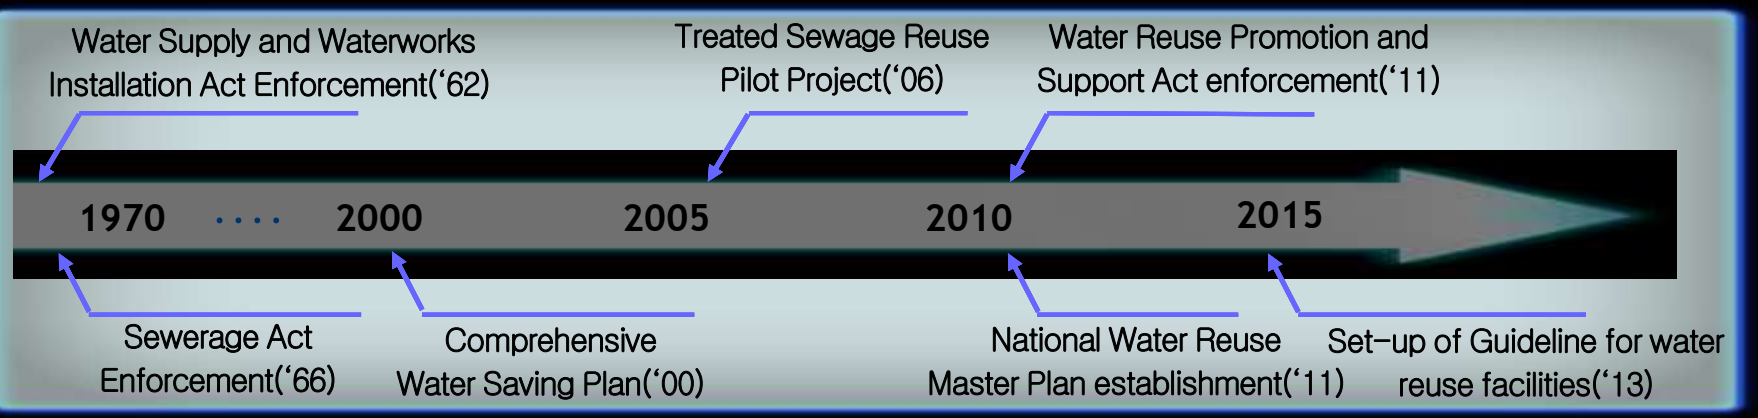 Water Supply and Waterworks
Installation Act Enforcement(‘62)
Treated Sewage Reuse
Pilot Project(‘06)
Water Reuse Promotion and
Support Act enforcement(‘11)
1970 ···· 2000 2005 2010 2015
Sewerage Act
Enforcement(‘66)
Comprehensive
Water Saving Plan(‘00)
National Water Reuse
Master Plan establishment(‘11)
Set-up of Guideline for water
reuse facilities(‘13)